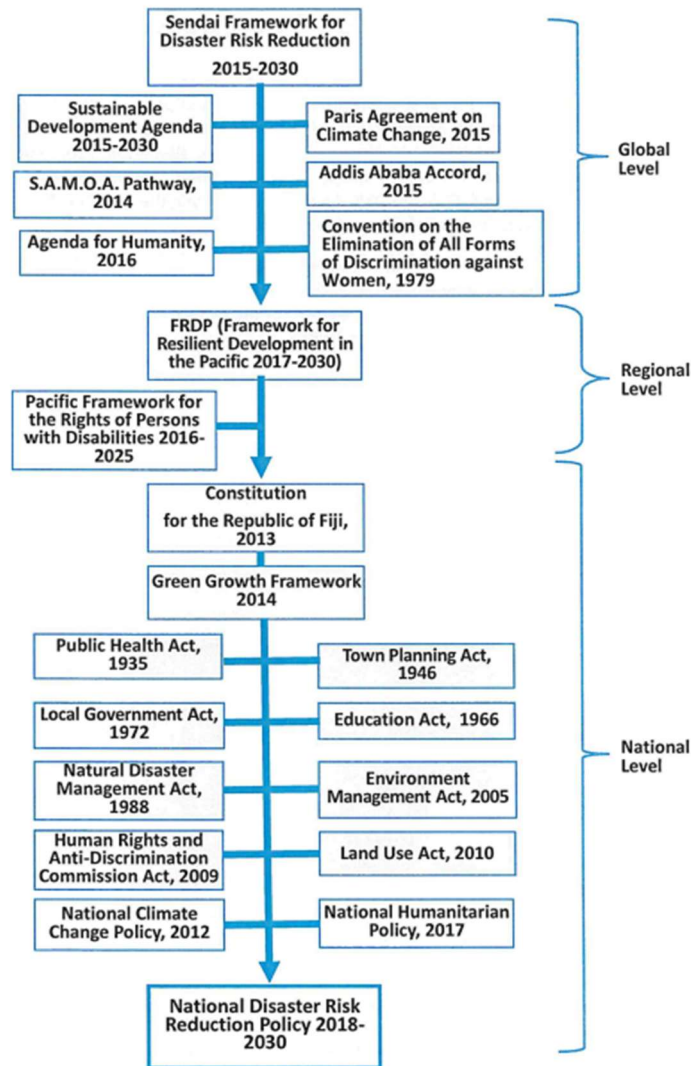 Sendai Framework for
Disaster Risk Reduction
2015-2030
Sustainable
Development Agenda
2015-2030
Paris Agreement on
Climate Change, 2015
S.A.M.O.A. Pathway,
2014
Addis Ababa Accord,
2015
Agenda for Humanity,
2016
Convention on the
Elimination of All Forms
of Discrimination against
Women, 1979
Global
Level
FRDP (Framework for
Resilient Development in
the Pacific 2017-2030)
Pacific Framework for
the Rights of Persons
with Disabilities 2016-
2025
Regional
Level
Constitution
for the Republic of Fiji,
2013
Green Growth Framework
2014
Public Health Act,
1935
Town Planning Act,
1946
Local Government Act,
1972
Education Act, 1966
Natural Disaster
Management Act,
1988
Environment
Management Act, 2005
Human Rights and
Anti-Discrimination
Commission Act, 2009
Land Use Act, 2010
National Climate
Change Policy, 2012
National Humanitarian
Policy, 2017
National Disaster Risk
Reduction Policy 2018-
2030
National
Level